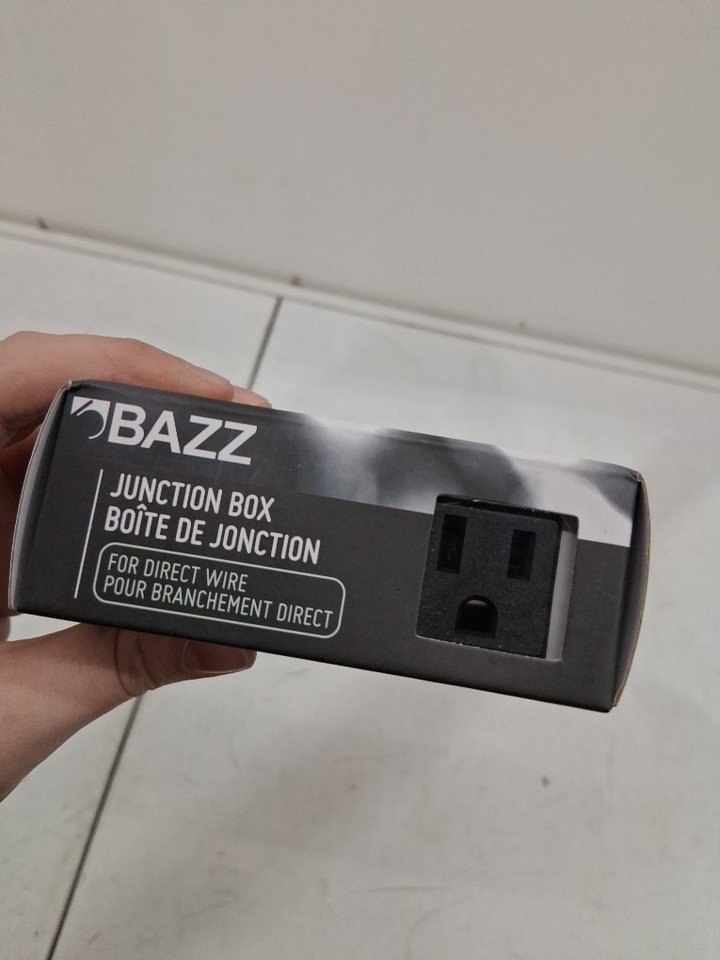 BAZZ
JUNCTION BOX
BOÎTE DE JONCTION
FOR DIRECT WIRE
POUR BRANCHEMENT DIRECT